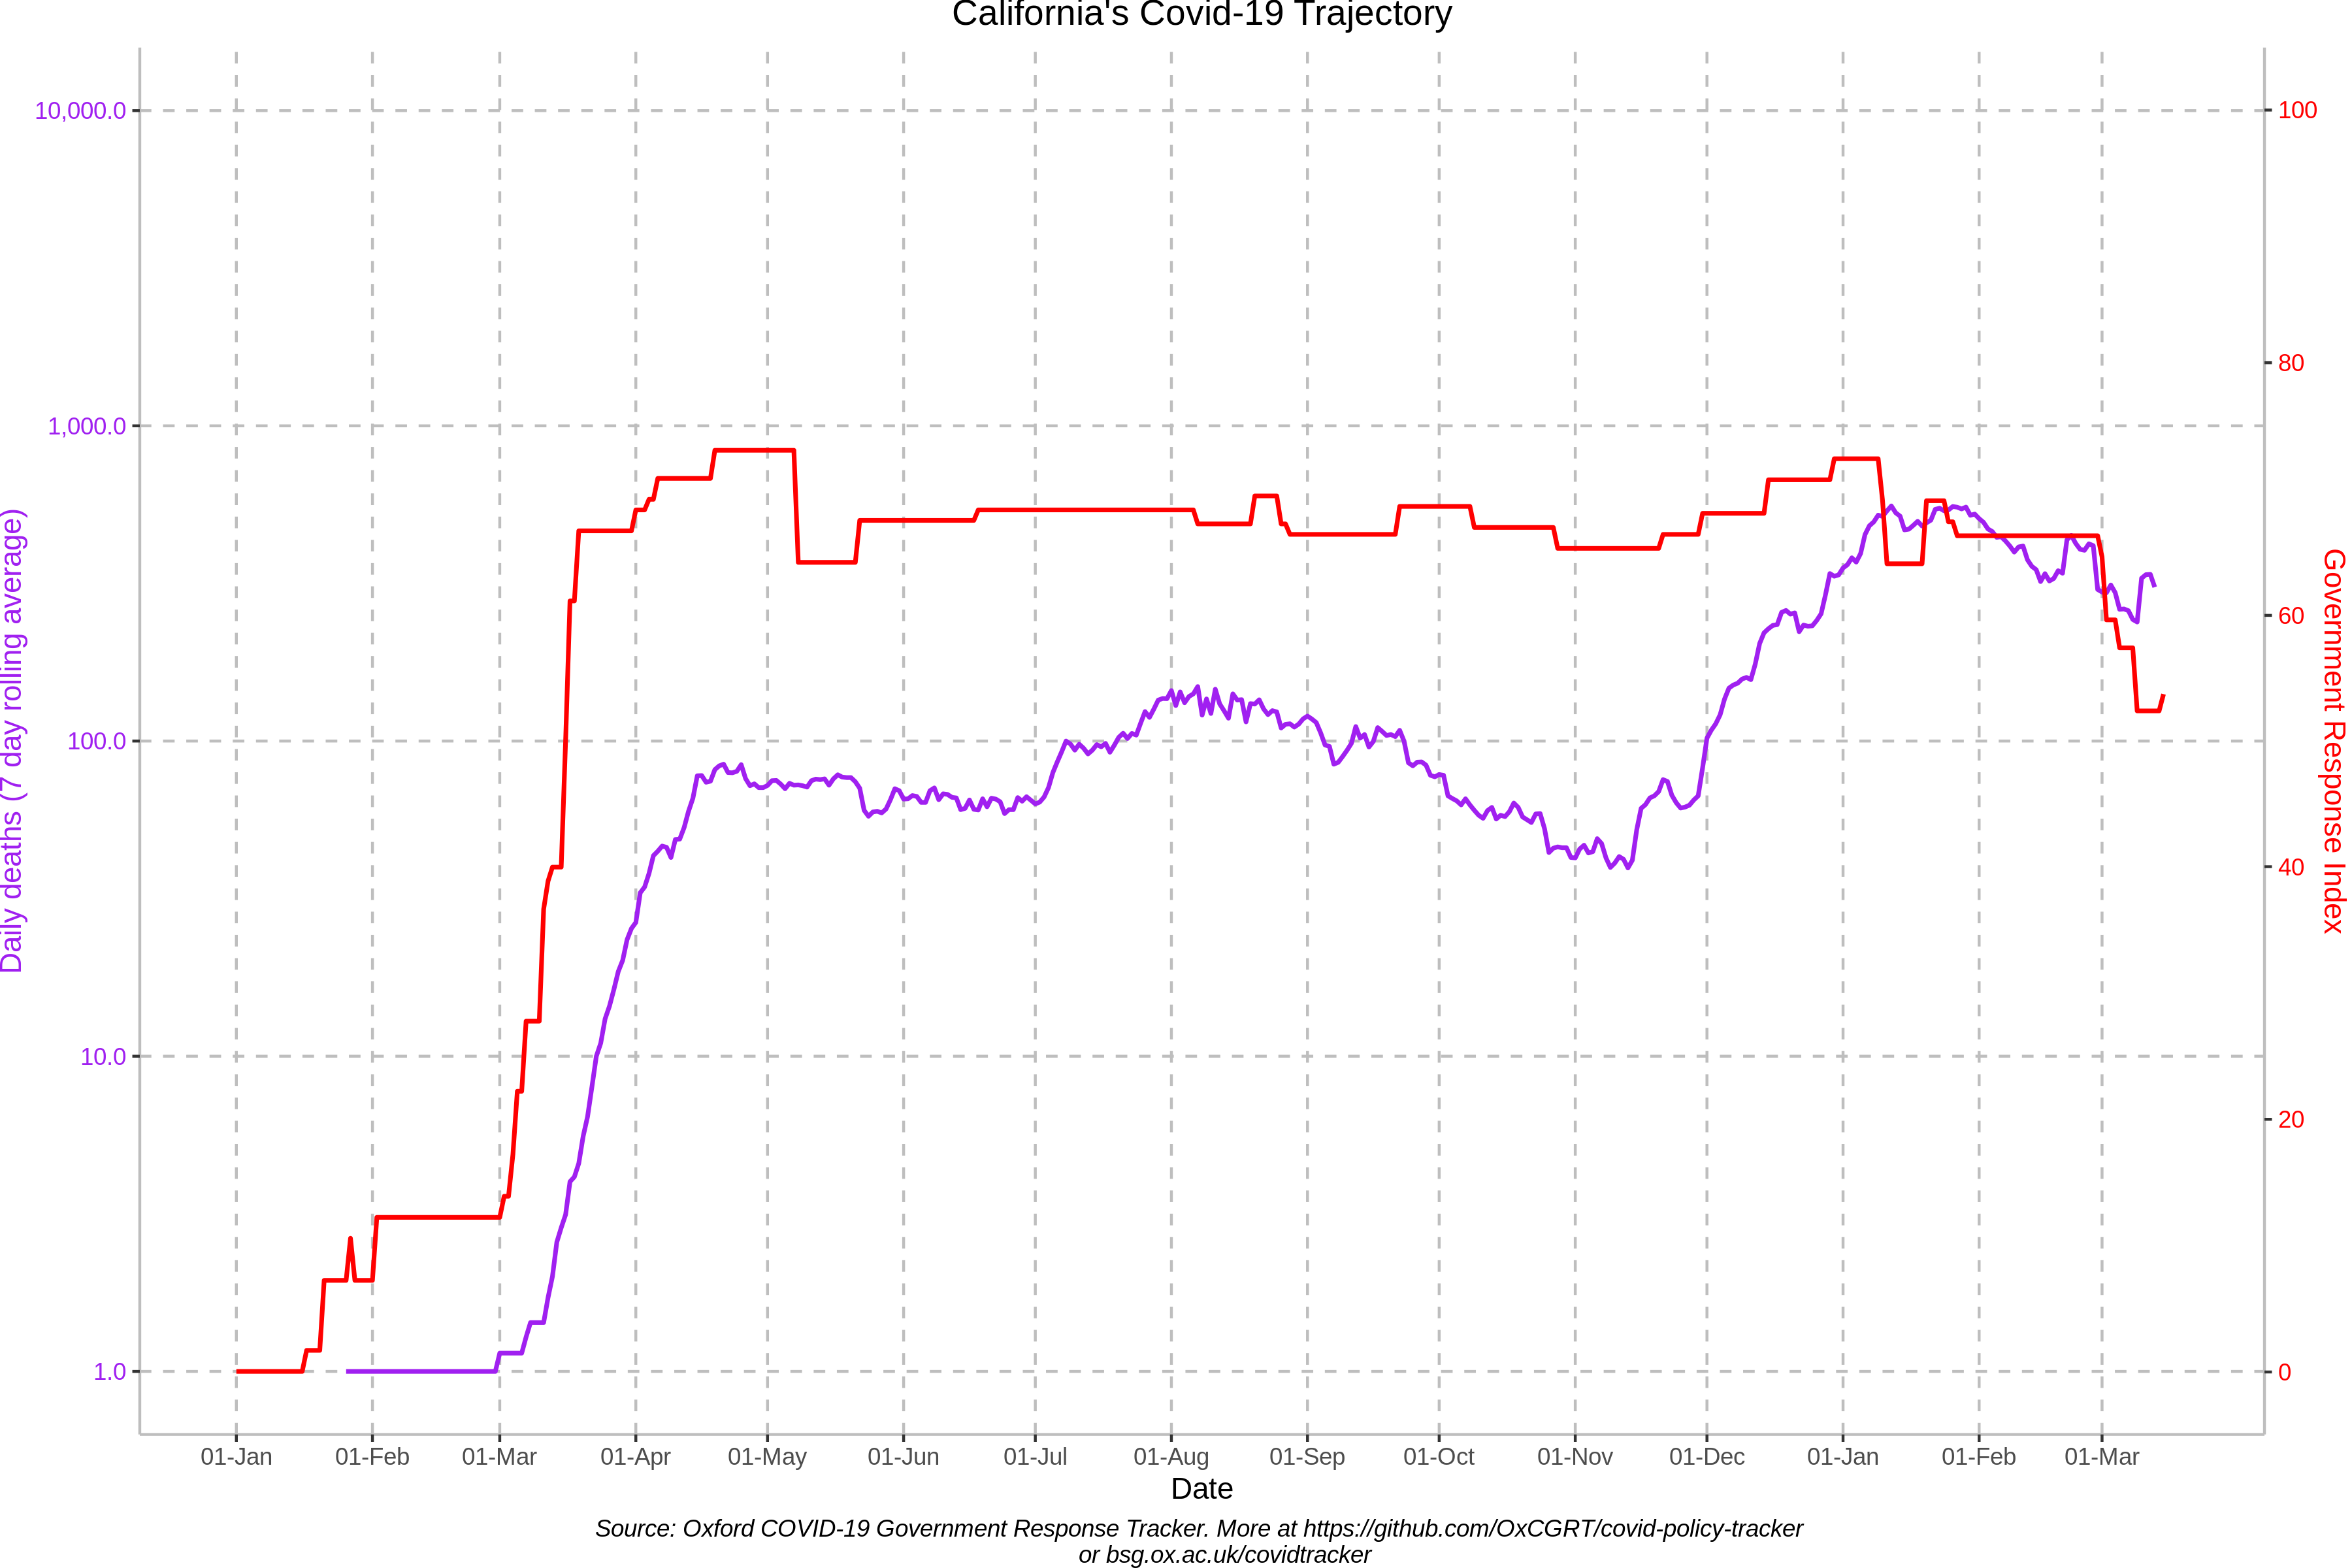 California's Covid-19 Trajectory
10,000.0
1,000.0
100.0
10.0
1.0
Daily deaths (7 day rolling average)
100
80
60
40
20
0
Government Response Index
01-Jan 01-Feb 01-Mar 01-Apr 01-May 01-Jun 01-Jul 01-Aug 01-Sep 01-Oct 01-Nov 01-Dec 01-Jan 01-Feb 01-Mar
Date
Source: Oxford COVID-19 Government Response Tracker. More at https://github.com/OxCGRT/covid-policy-tracker
or bsg.ox.ac.uk/covidtracker